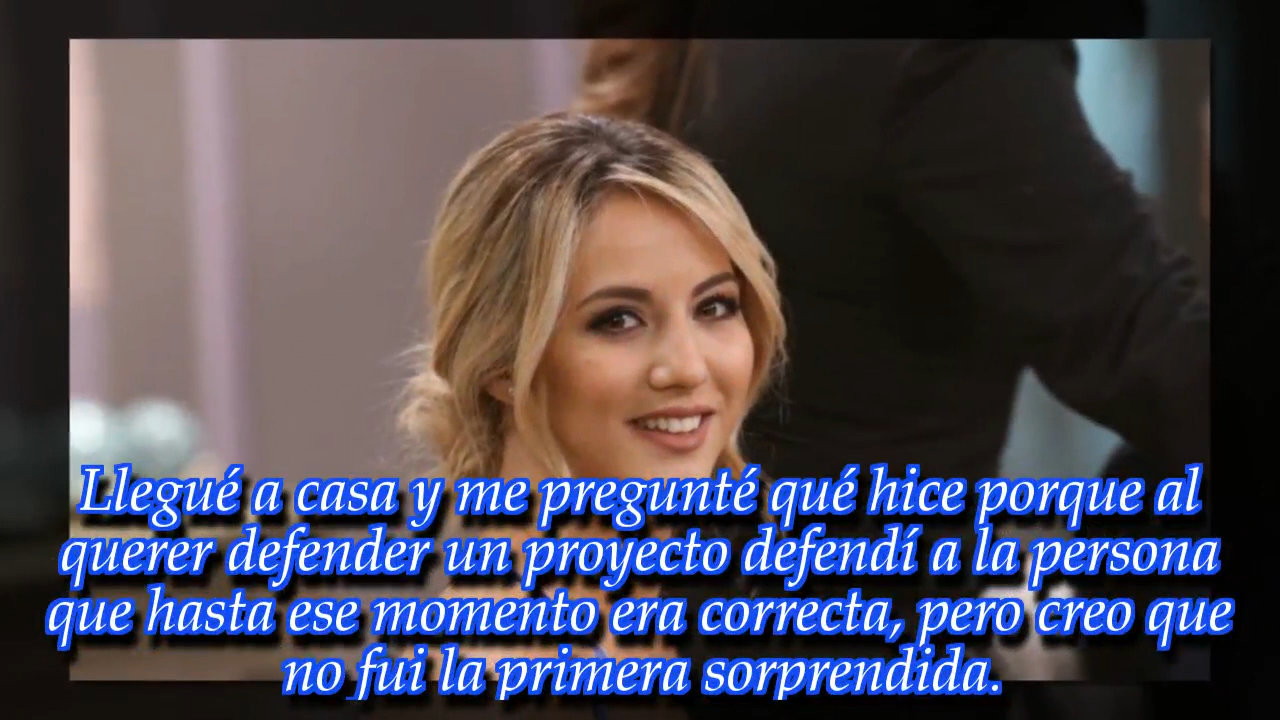 Llegué a casa y me pregunté qué hice porque al
querer defender un proyecto defendí a la persona
que hasta ese momento era correcta, pero creo que
no fui la primera sorprendida.